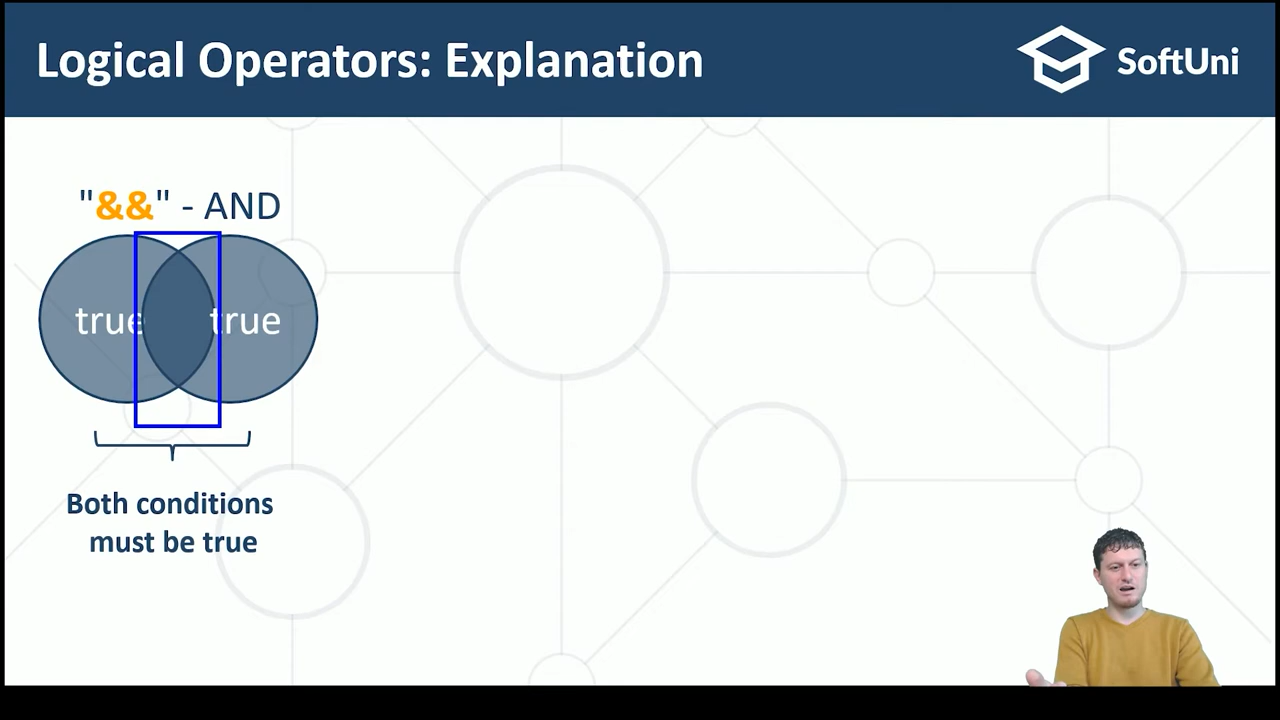 Logical Operators: Explanation
SoftUni
"&&" - AND
true true
Both conditions
must be true